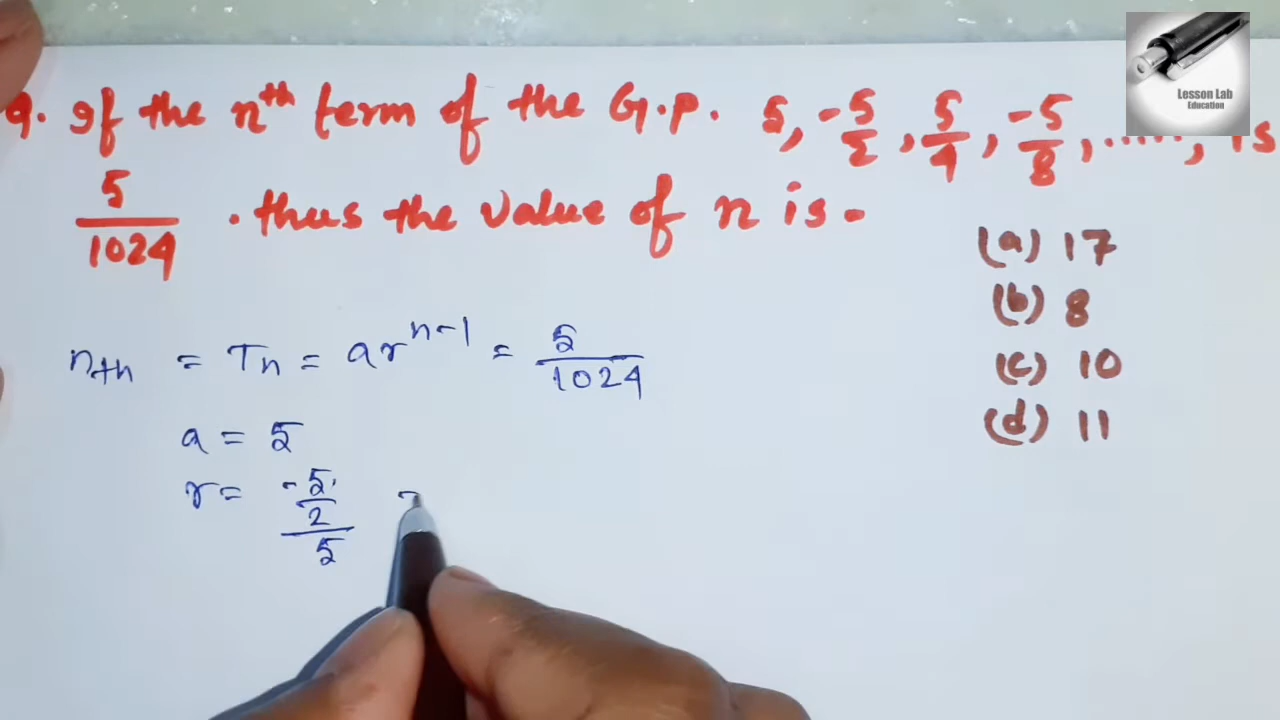 Q. If the nth term of the G.P. 5, -5/2, 5/4, -5/8, ....., is
5/1024 . thus the value of n is.
(a) 17
(b) 8
(c) 10
(d) 11
nth = Tn = ar^n-1 = 5/1024
a = 5
r = -5/2/5
Lesson Lab
Education